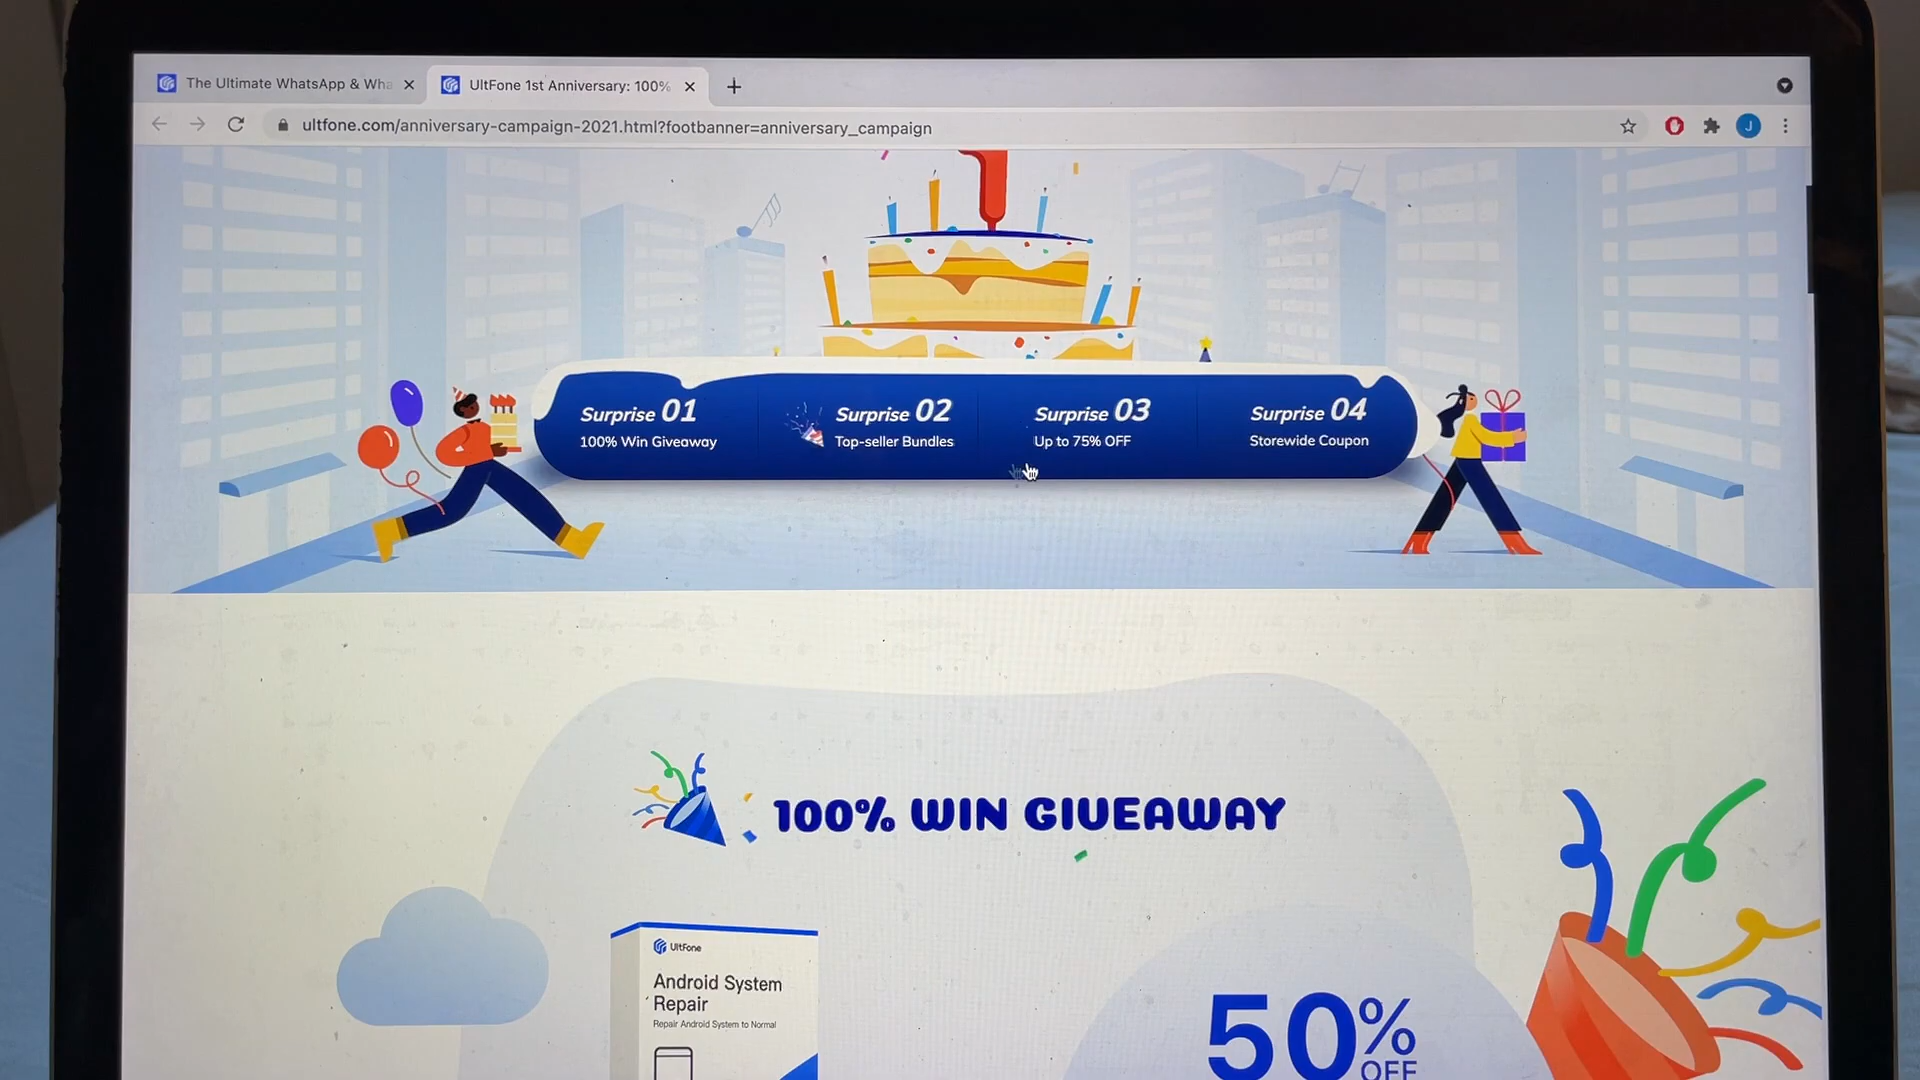 The Ultimate WhatsApp & Wha
UltFone 1st Anniversary: 100%
ultfone.com/anniversary-campaign-2021.html?footbanner=anniversary_campaign
J
1
Surprise 01
100% Win Giveaway
Surprise 02
Top-seller Bundles
Surprise 03
Up to 75% OFF
Surprise 04
Storewide Coupon
100% WIN GIVEAWAY
UltFone
Android System
Repair
Repair Android System to Normal
50%
OFF